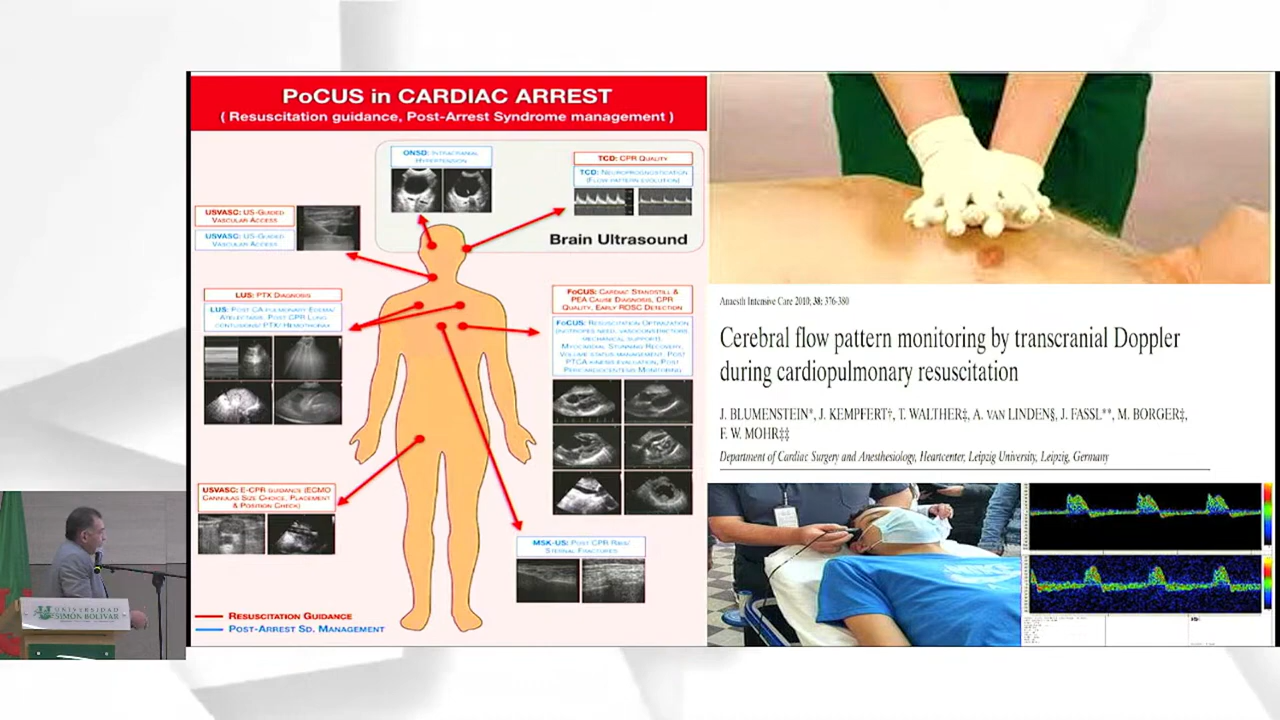 PoCUS in CARDIAC ARREST
( Resuscitation guidance, Post-Arrest Syndrome management )
ONSD: INTRACRANIAL
HYPERTENSION
TCD: CPR QUALITY
TCD: NEUROPROGNOSTICATION
(FLOW PATTERN EVOLUTION)
Brain Ultrasound
USVASC: US-GUIDED
VASCULAR ACCESS
USVASC: US-GUIDED
VASCULAR ACCESS
LUS: PTX DIAGNOSIS
LUS: POST CA PULMONARY EDEMA/
ATELECTASIS, POST CPR LUNG
CONTUSIONS/ PTX/ HEMOTHORAX
FoCUS: CARDIAC STANDSTILL &
PEA CAUSE DIAGNOSIS, CPR
QUALITY, EARLY ROSC DETECTION
FoCUS: RESUSCITATION OPTIMIZATION
(INOTROPES NEED, VASOCONSTRICTORS,
MECHANICAL SUPPORT),
MYOCARDIAL STUNNING RECOVERY,
VOLUME STATUS MANAGEMENT, POST
PTCA KINESIS EVALUATION, POST
PERICARDIOCENTESIS MONITORING
USVASC: E-CPR GUIDANCE (ECMO
CANNULAS SIZE CHOICE, PLACEMENT
& POSITION CHECK)
MSK-US: POST CPR RIBS/
STERNAL FRACTURES
RESUSCITATION GUIDANCE
POST-ARREST SD. MANAGEMENT
Anaesth Intensive Care 2010; 38: 376-380
Cerebral flow pattern monitoring by transcranial Doppler
during cardiopulmonary resuscitation
J. BLUMENSTEIN*, J. KEMPFERT†, T. WALTHER‡, A. VAN LINDEN§, J. FASSL**, M. BORGER‡,
F. W. MOHR‡‡
Department of Cardiac Surgery and Anesthesiology, Heartcenter, Leipzig University, Leipzig, Germany
UNIVERSIDAD
SIMÓN BOLÍVAR